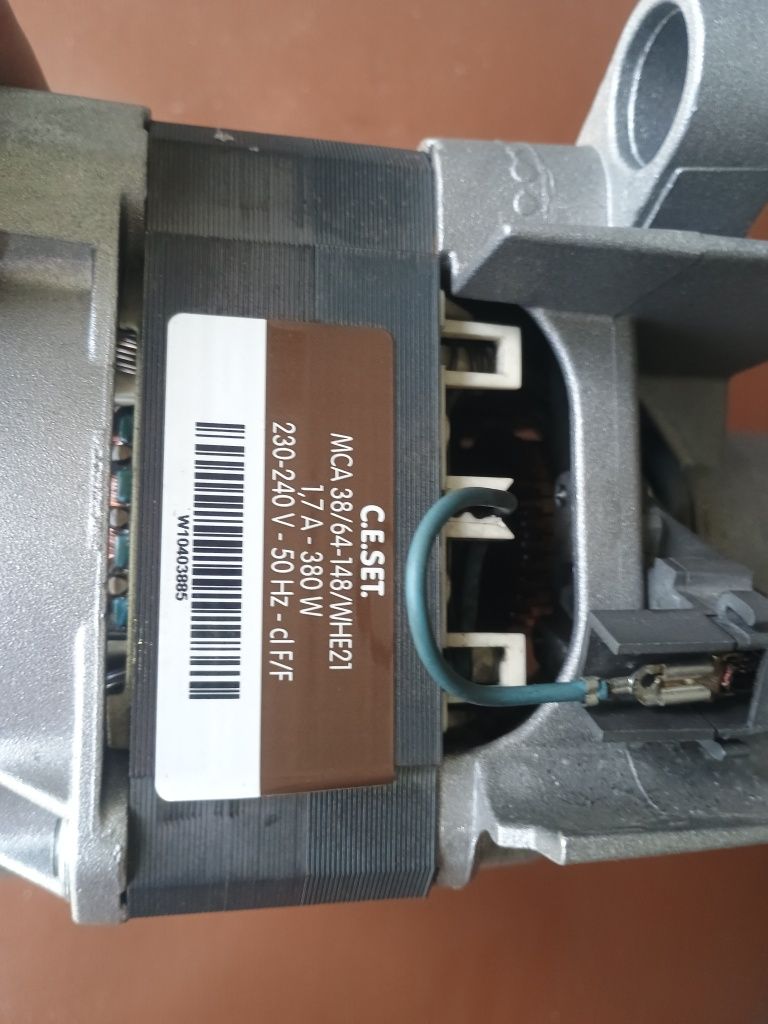 C.E.SET.
MCA 38/64-148/WHE21
1,7 A - 380 W
230-240 V - 50 Hz - cl F/F
W10403885